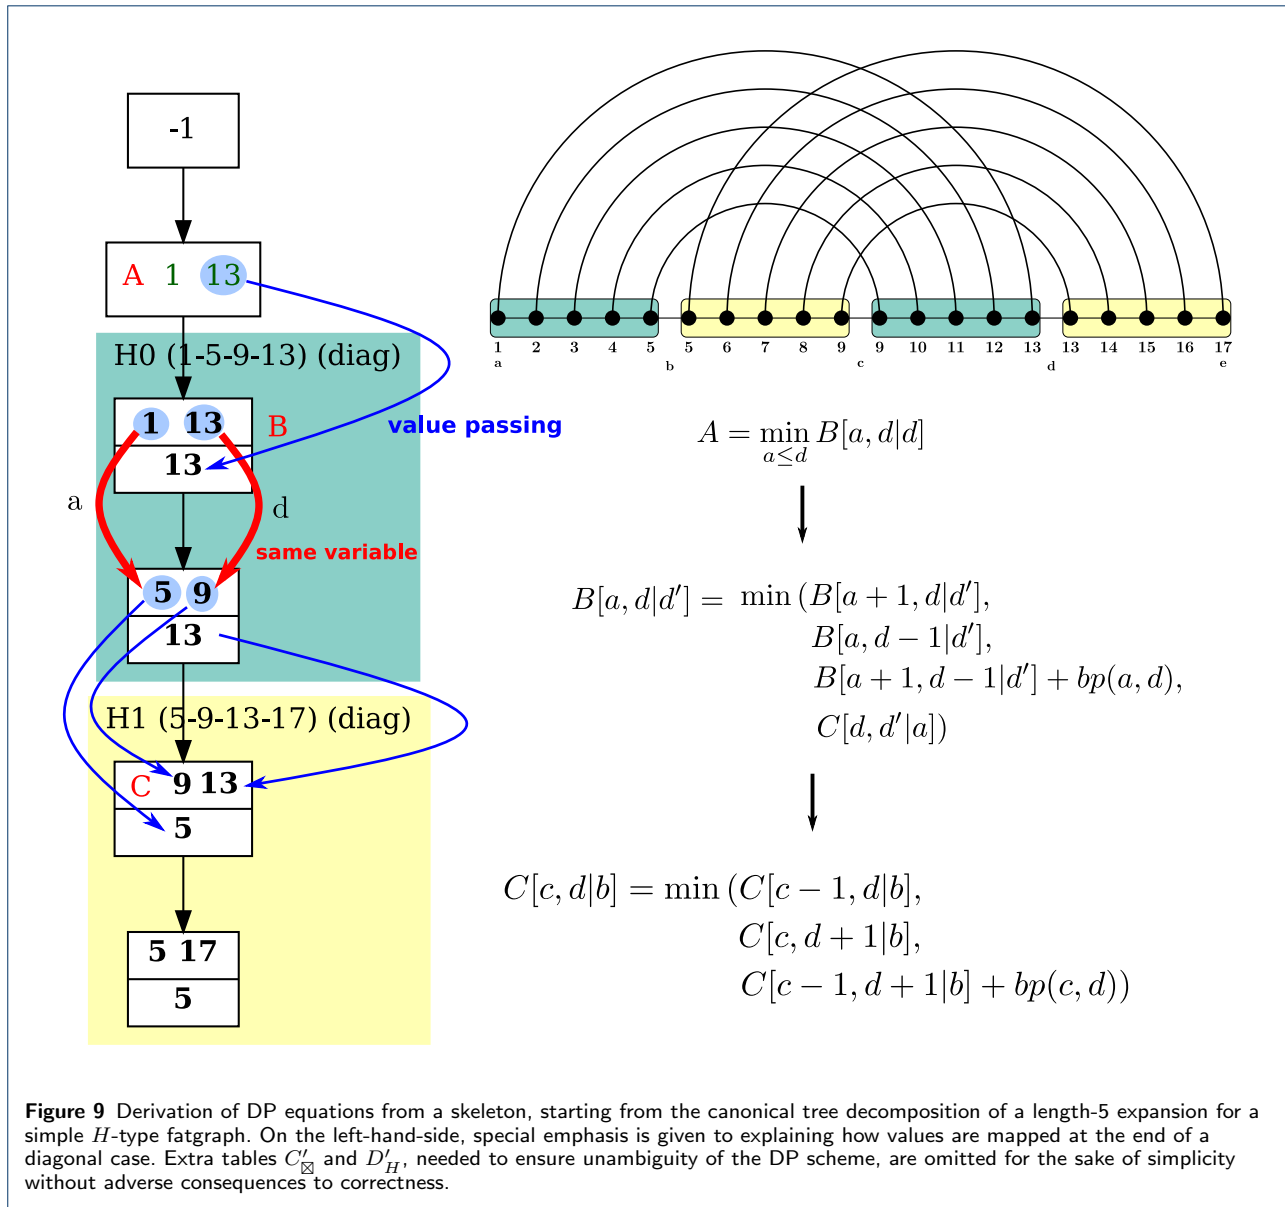 -1
A 1 13
H0 (1-5-9-13) (diag)
1 13 B
13
value passing
a
d
same variable
5 9
13
H1 (5-9-13-17) (diag)
C 9 13
5
5 17
5
1 2 3 4 5 5 6 7 8 9 9 10 11 12 13 13 14 15 16 17
a b c d e
A = min B[a, d|d]
a≤d
B[a, d|d′] = min (B[a + 1, d|d′],
B[a, d − 1|d′],
B[a + 1, d − 1|d′] + bp(a, d),
C[d, d′|a])
C[c, d|b] = min (C[c − 1, d|b],
C[c, d + 1|b],
C[c − 1, d + 1|b] + bp(c, d))
Figure 9 Derivation of DP equations from a skeleton, starting from the canonical tree decomposition of a length-5 expansion for a
simple H-type fatgraph. On the left-hand-side, special emphasis is given to explaining how values are mapped at the end of a
diagonal case. Extra tables C′⊠ and D′H, needed to ensure unambiguity of the DP scheme, are omitted for the sake of simplicity
without adverse consequences to correctness.